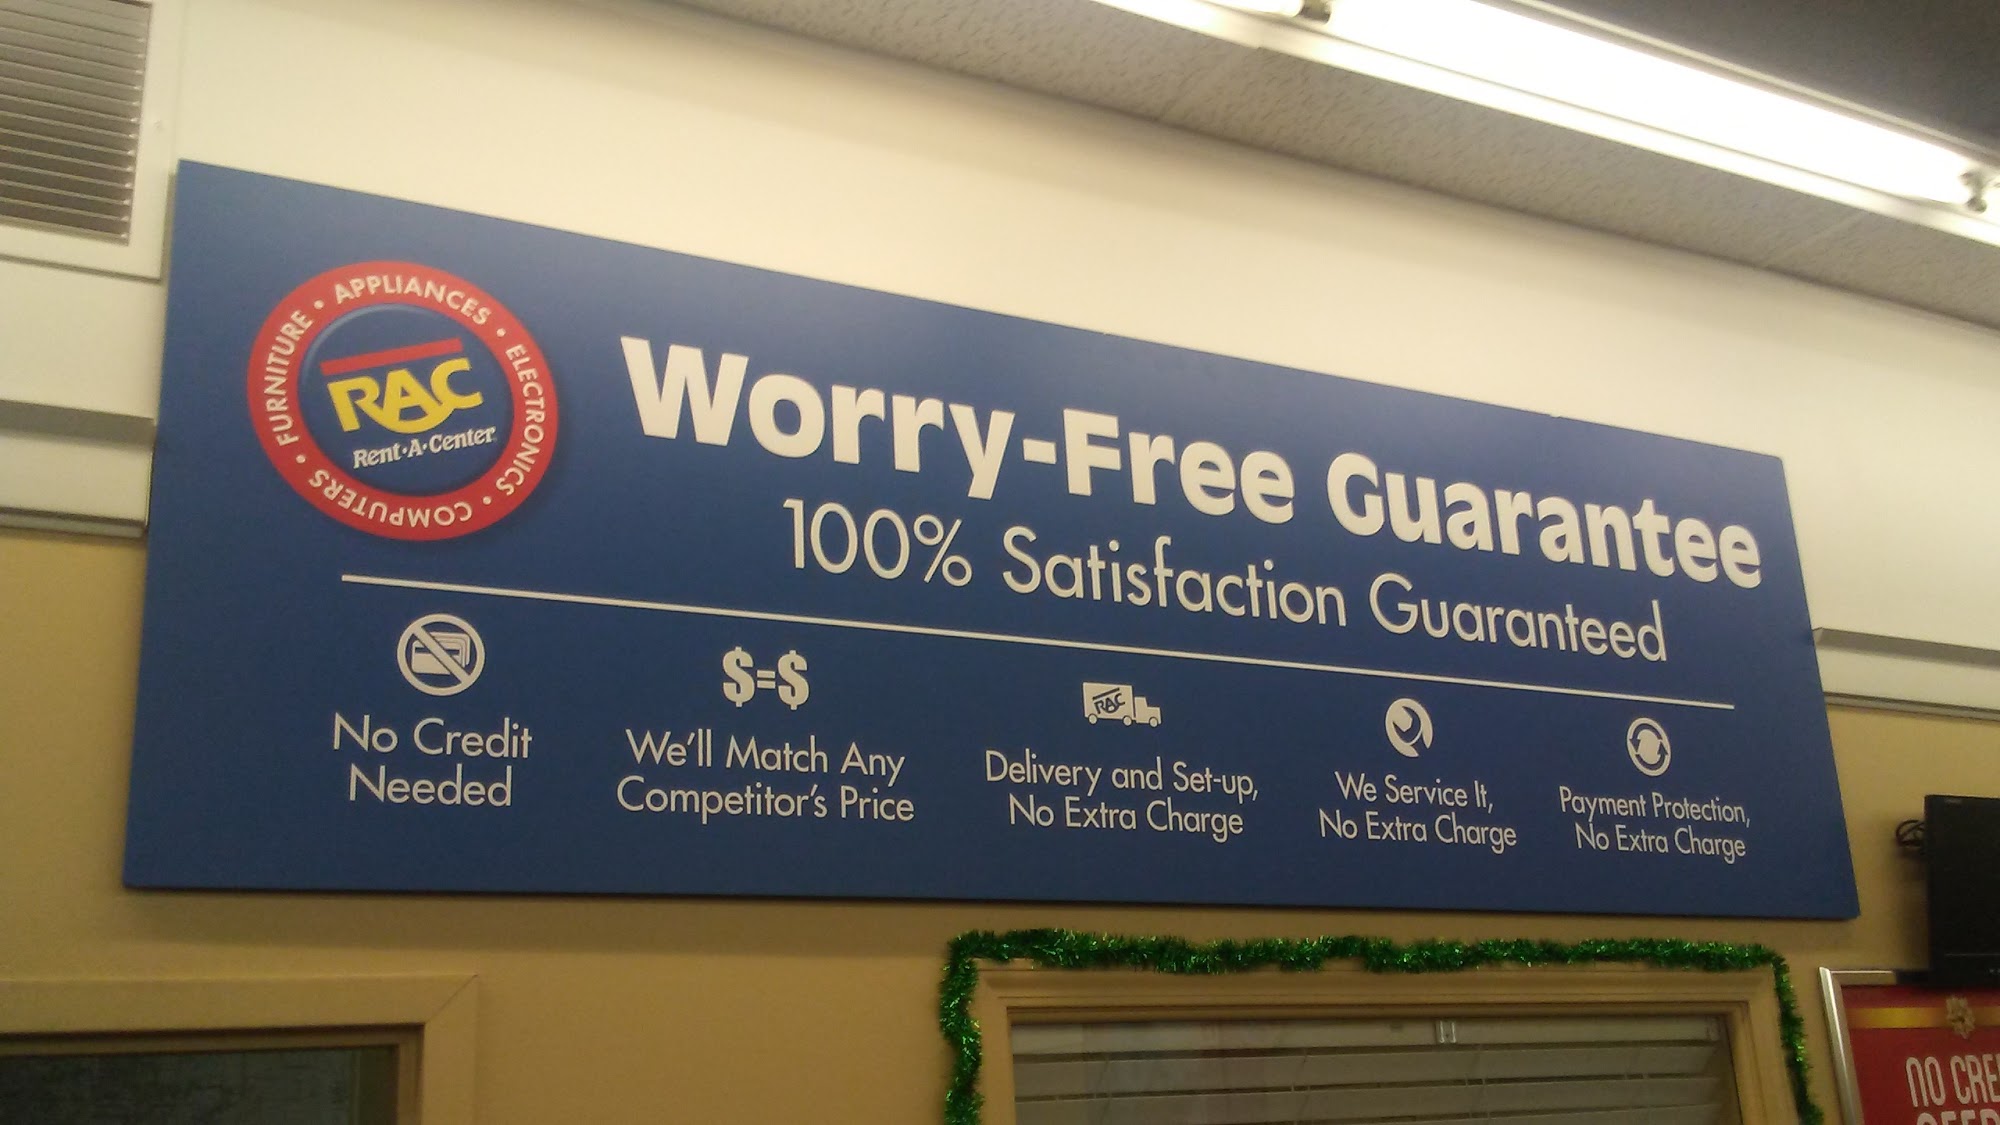 FURNITURE • APPLIANCES • ELECTRONICS • COMPUTERS •
RAC
Rent•A•Center
Worry-Free Guarantee
100% Satisfaction Guaranteed
No Credit
Needed
$=$
We'll Match Any
Competitor's Price
RAC
Delivery and Set-up,
No Extra Charge
We Service It,
No Extra Charge
Payment Protection,
No Extra Charge
NO CRE